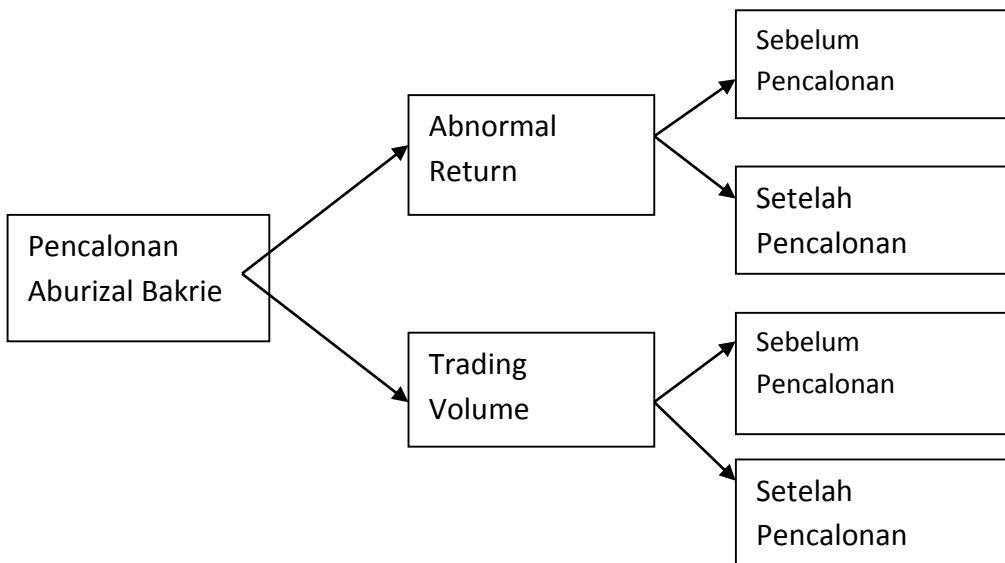 Pencalonan
Aburizal Bakrie
Abnormal
Return
Sebelum
Pencalonan
Setelah
Pencalonan
Trading
Volume
Sebelum
Pencalonan
Setelah
Pencalonan